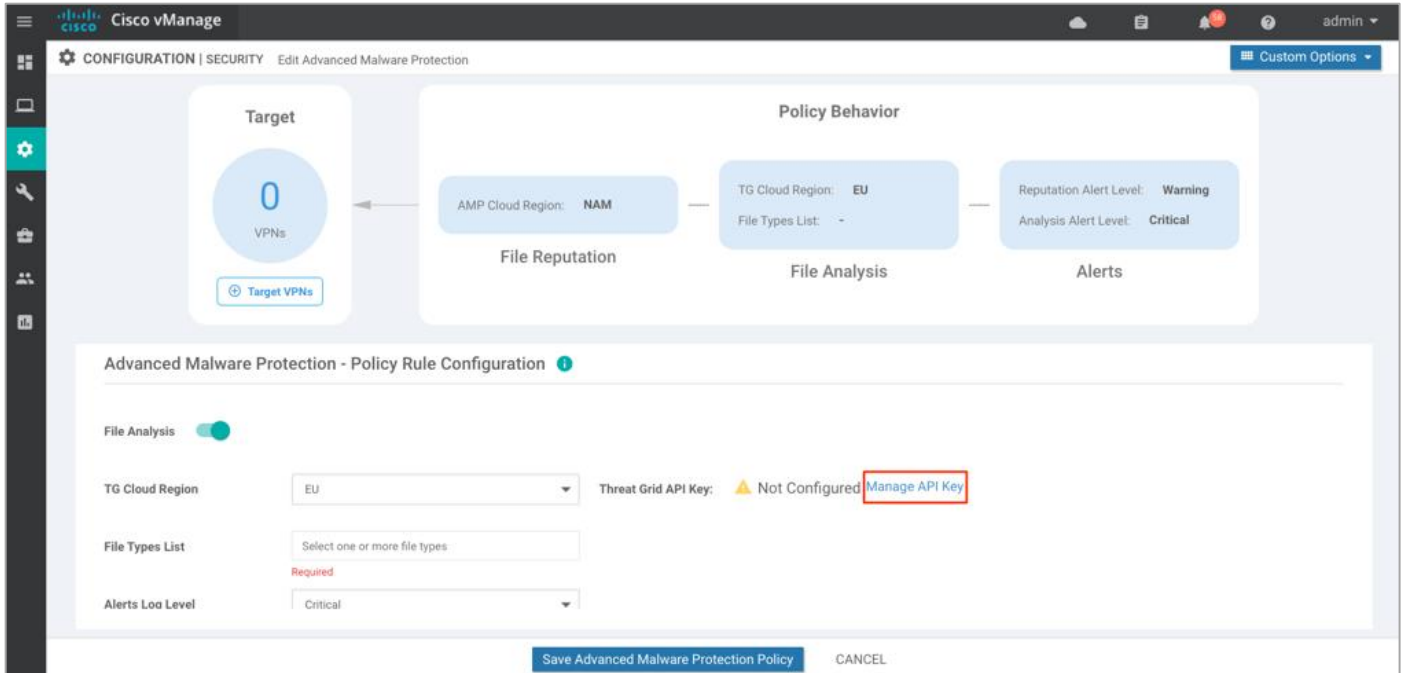 CISCO Cisco vManage
admin
CONFIGURATION | SECURITY Edit Advanced Malware Protection
Custom Options
Target
Policy Behavior
0
VPNs
Target VPNs
AMP Cloud Region: NAM
File Reputation
TG Cloud Region: EU
File Types List: -
File Analysis
Reputation Alert Level: Warning
Analysis Alert Level: Critical
Alerts
Advanced Malware Protection - Policy Rule Configuration
File Analysis
TG Cloud Region EU Threat Grid API Key: Not Configured Manage API Key
File Types List Select one or more file types
Required
Alerts Log Level Critical
Save Advanced Malware Protection Policy CANCEL